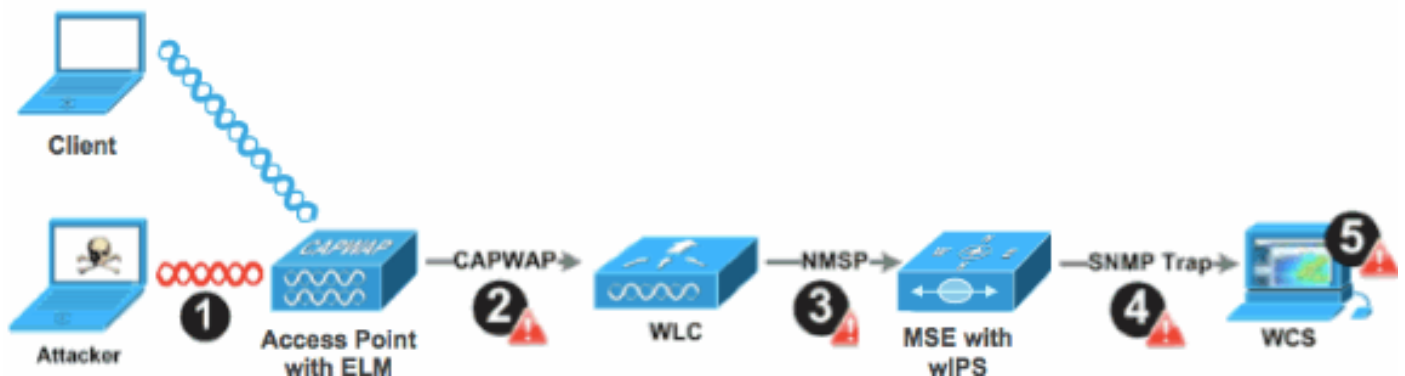 Client
Attacker
1
CAPWAP
Access Point
with ELM
CAPWAP
2
WLC
NMSP
3
MSE with
wIPS
SNMP Trap
4
5
WCS